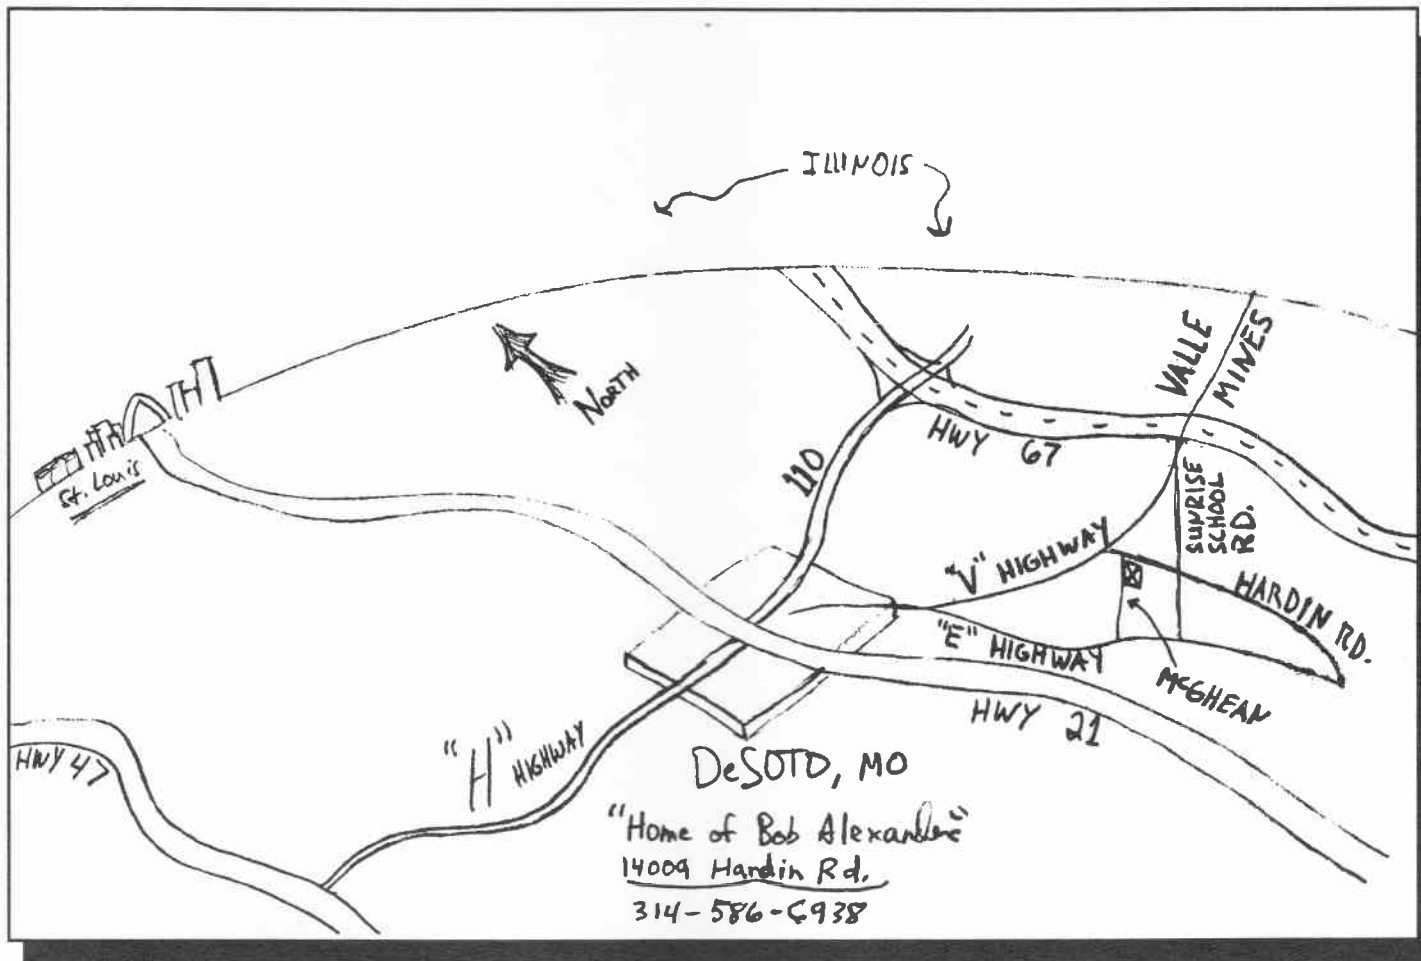 ILLINOIS
VALLE
MINES
NORTH
HWY 67
St. Louis
110
SUNRISE
SCHOOL
RD.
"V" HIGHWAY
HARDIN RD.
"E" HIGHWAY
McGHEAN
HWY 21
"H" HIGHWAY
HWY 47
DeSOTO, MO
"Home of Bob Alexander"
14009 Hardin Rd.
314-586-